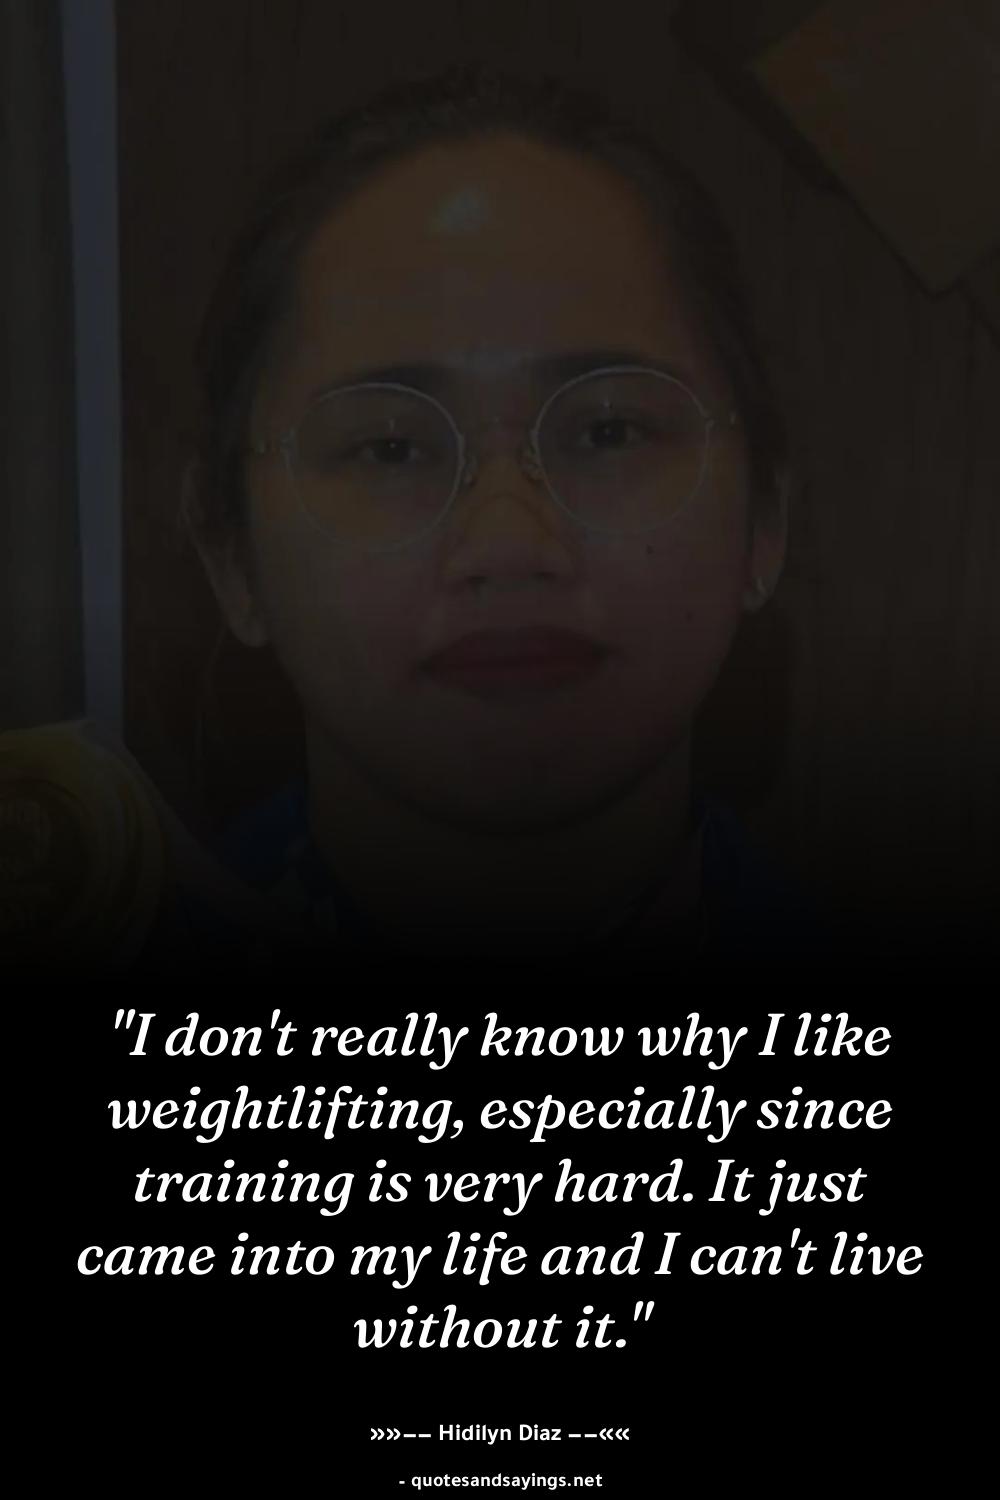 "I don't really know why I like
weightlifting, especially since
training is very hard. It just
came into my life and I can't live
without it."
»»–– Hidilyn Diaz ––««
- quotesandsayings.net